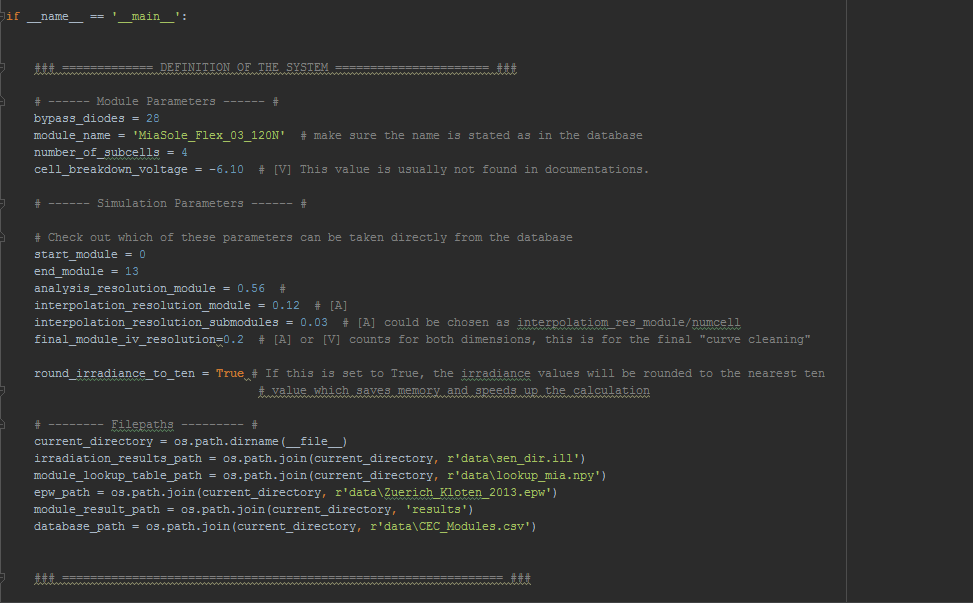 if __name__ == '__main__':
### ============= DEFINITION OF THE SYSTEM ====================== ###
# ------ Module Parameters ------ #
bypass_diodes = 28
module_name = 'MiaSole_Flex_03_120N'  # make sure the name is stated as in the database
number_of_subcells = 4
cell_breakdown_voltage = -6.10  # [V] This value is usually not found in documentations.
# ------ Simulation Parameters ------ #
# Check out which of these parameters can be taken directly from the database
start_module = 0
end_module = 13
analysis_resolution_module = 0.56  #
interpolation_resolution_module = 0.12  # [A]
interpolation_resolution_submodules = 0.03  # [A] could be chosen as interpolatiom_res_module/numcell
final_module_iv_resolution=0.2  # [A] or [V] counts for both dimensions, this is for the final "curve cleaning"
round_irradiance_to_ten = True # If this is set to True, the irradiance values will be rounded to the nearest ten
# value which saves memory and speeds up the calculation
# -------- Filepaths --------- #
current_directory = os.path.dirname(__file__)
irradiation_results_path = os.path.join(current_directory, r'data\sen_dir.ill')
module_lookup_table_path = os.path.join(current_directory, r'data\lookup_mia.npy')
epw_path = os.path.join(current_directory, r'data\Zuerich_Kloten_2013.epw')
module_result_path = os.path.join(current_directory, 'results')
database_path = os.path.join(current_directory, r'data\CEC_Modules.csv')
### =============================================================== ###